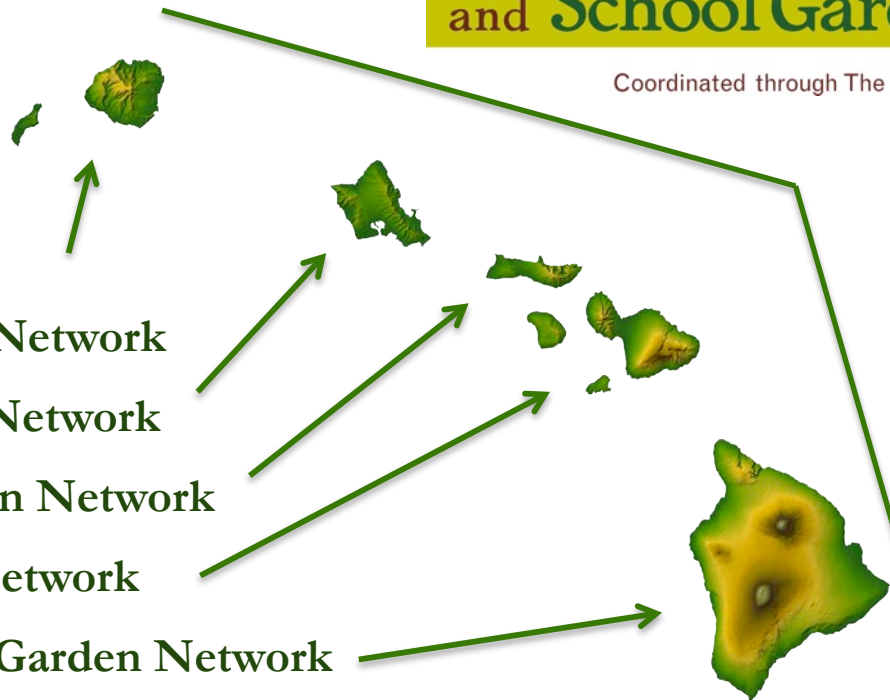 and School Gar
Coordinated through The
Network
Network
n Network
etwork
Garden Network